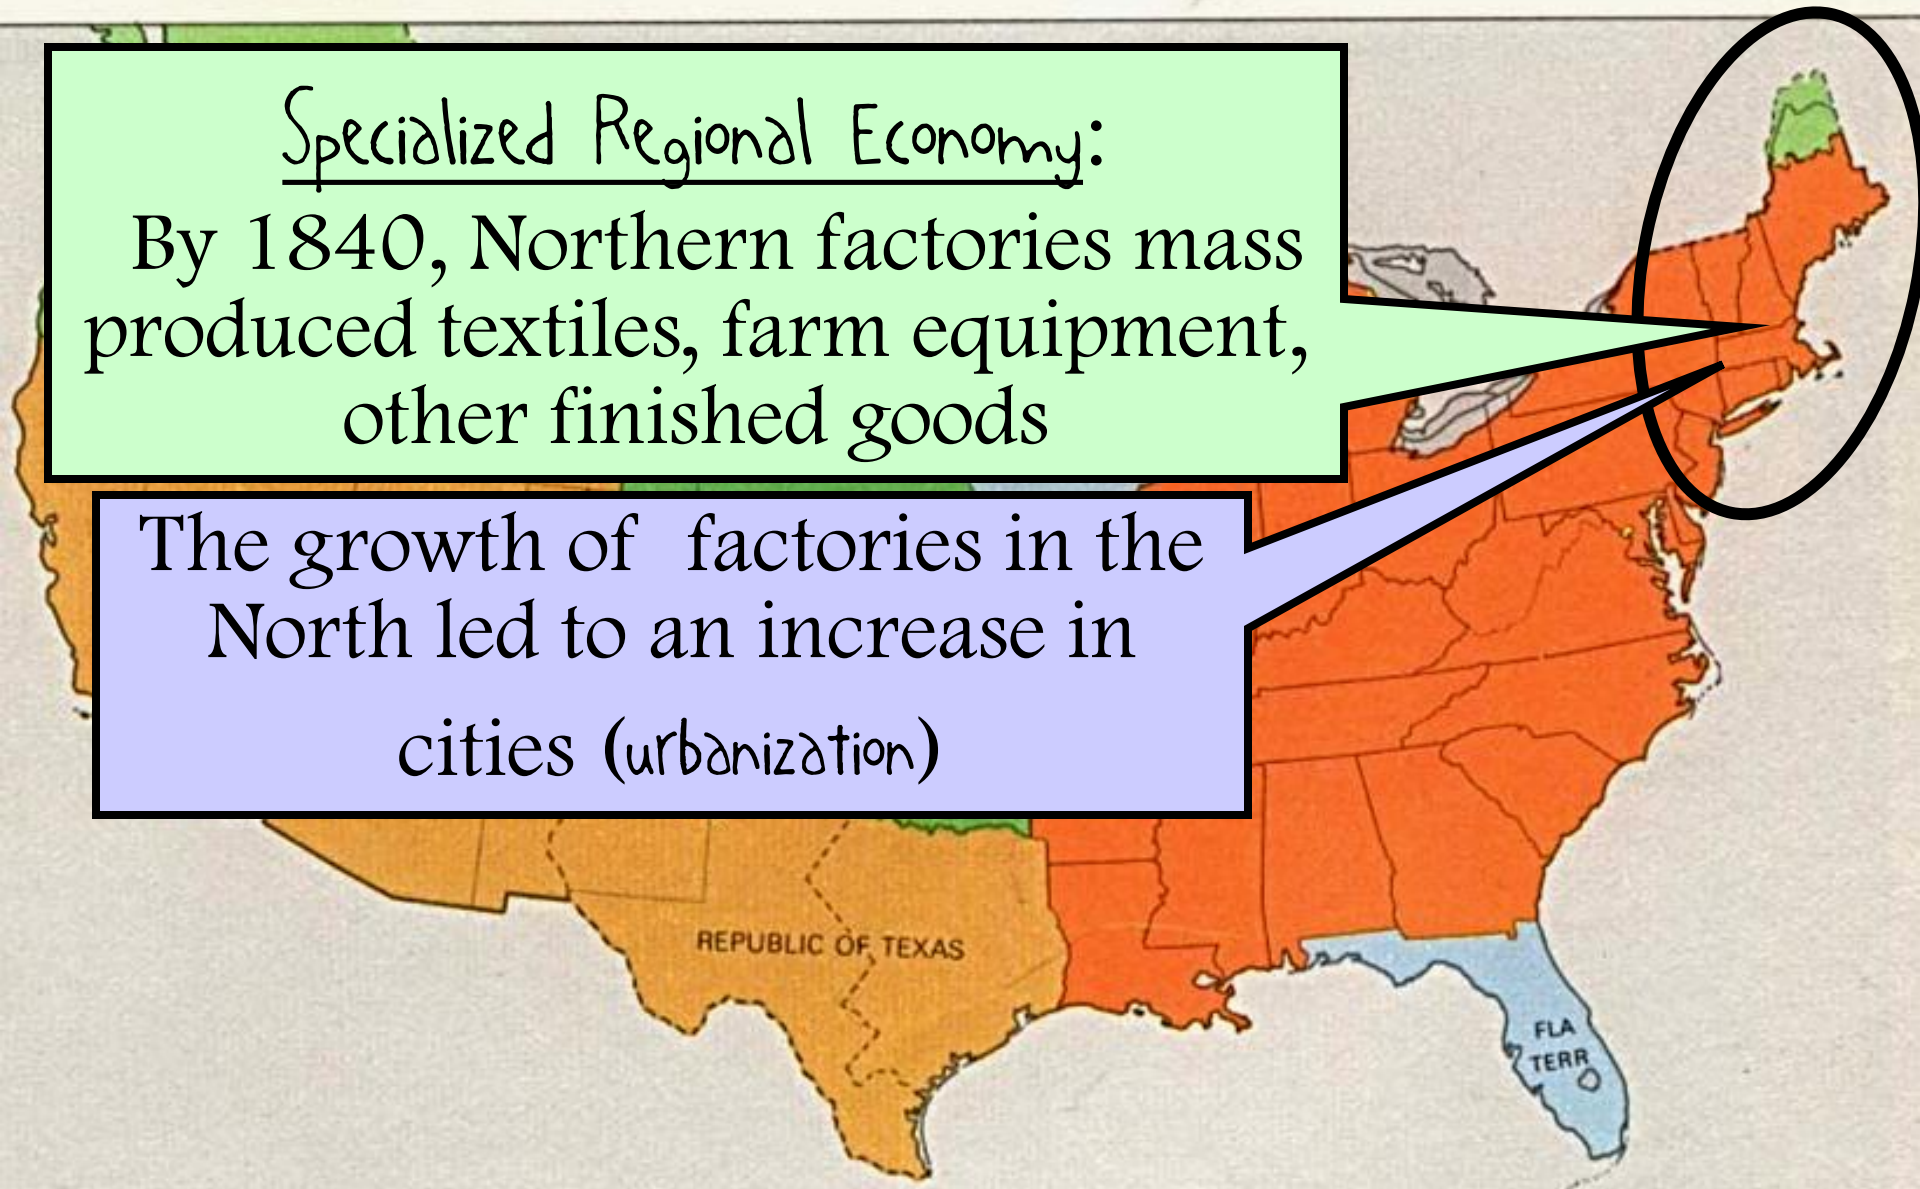 Specialized Regional Economy:
By 1840, Northern factories mass
produced textiles, farm equipment,
other finished goods
The growth of factories in the
North led to an increase in
cities (urbanization)
REPUBLIC OF TEXAS
FLA
TERR